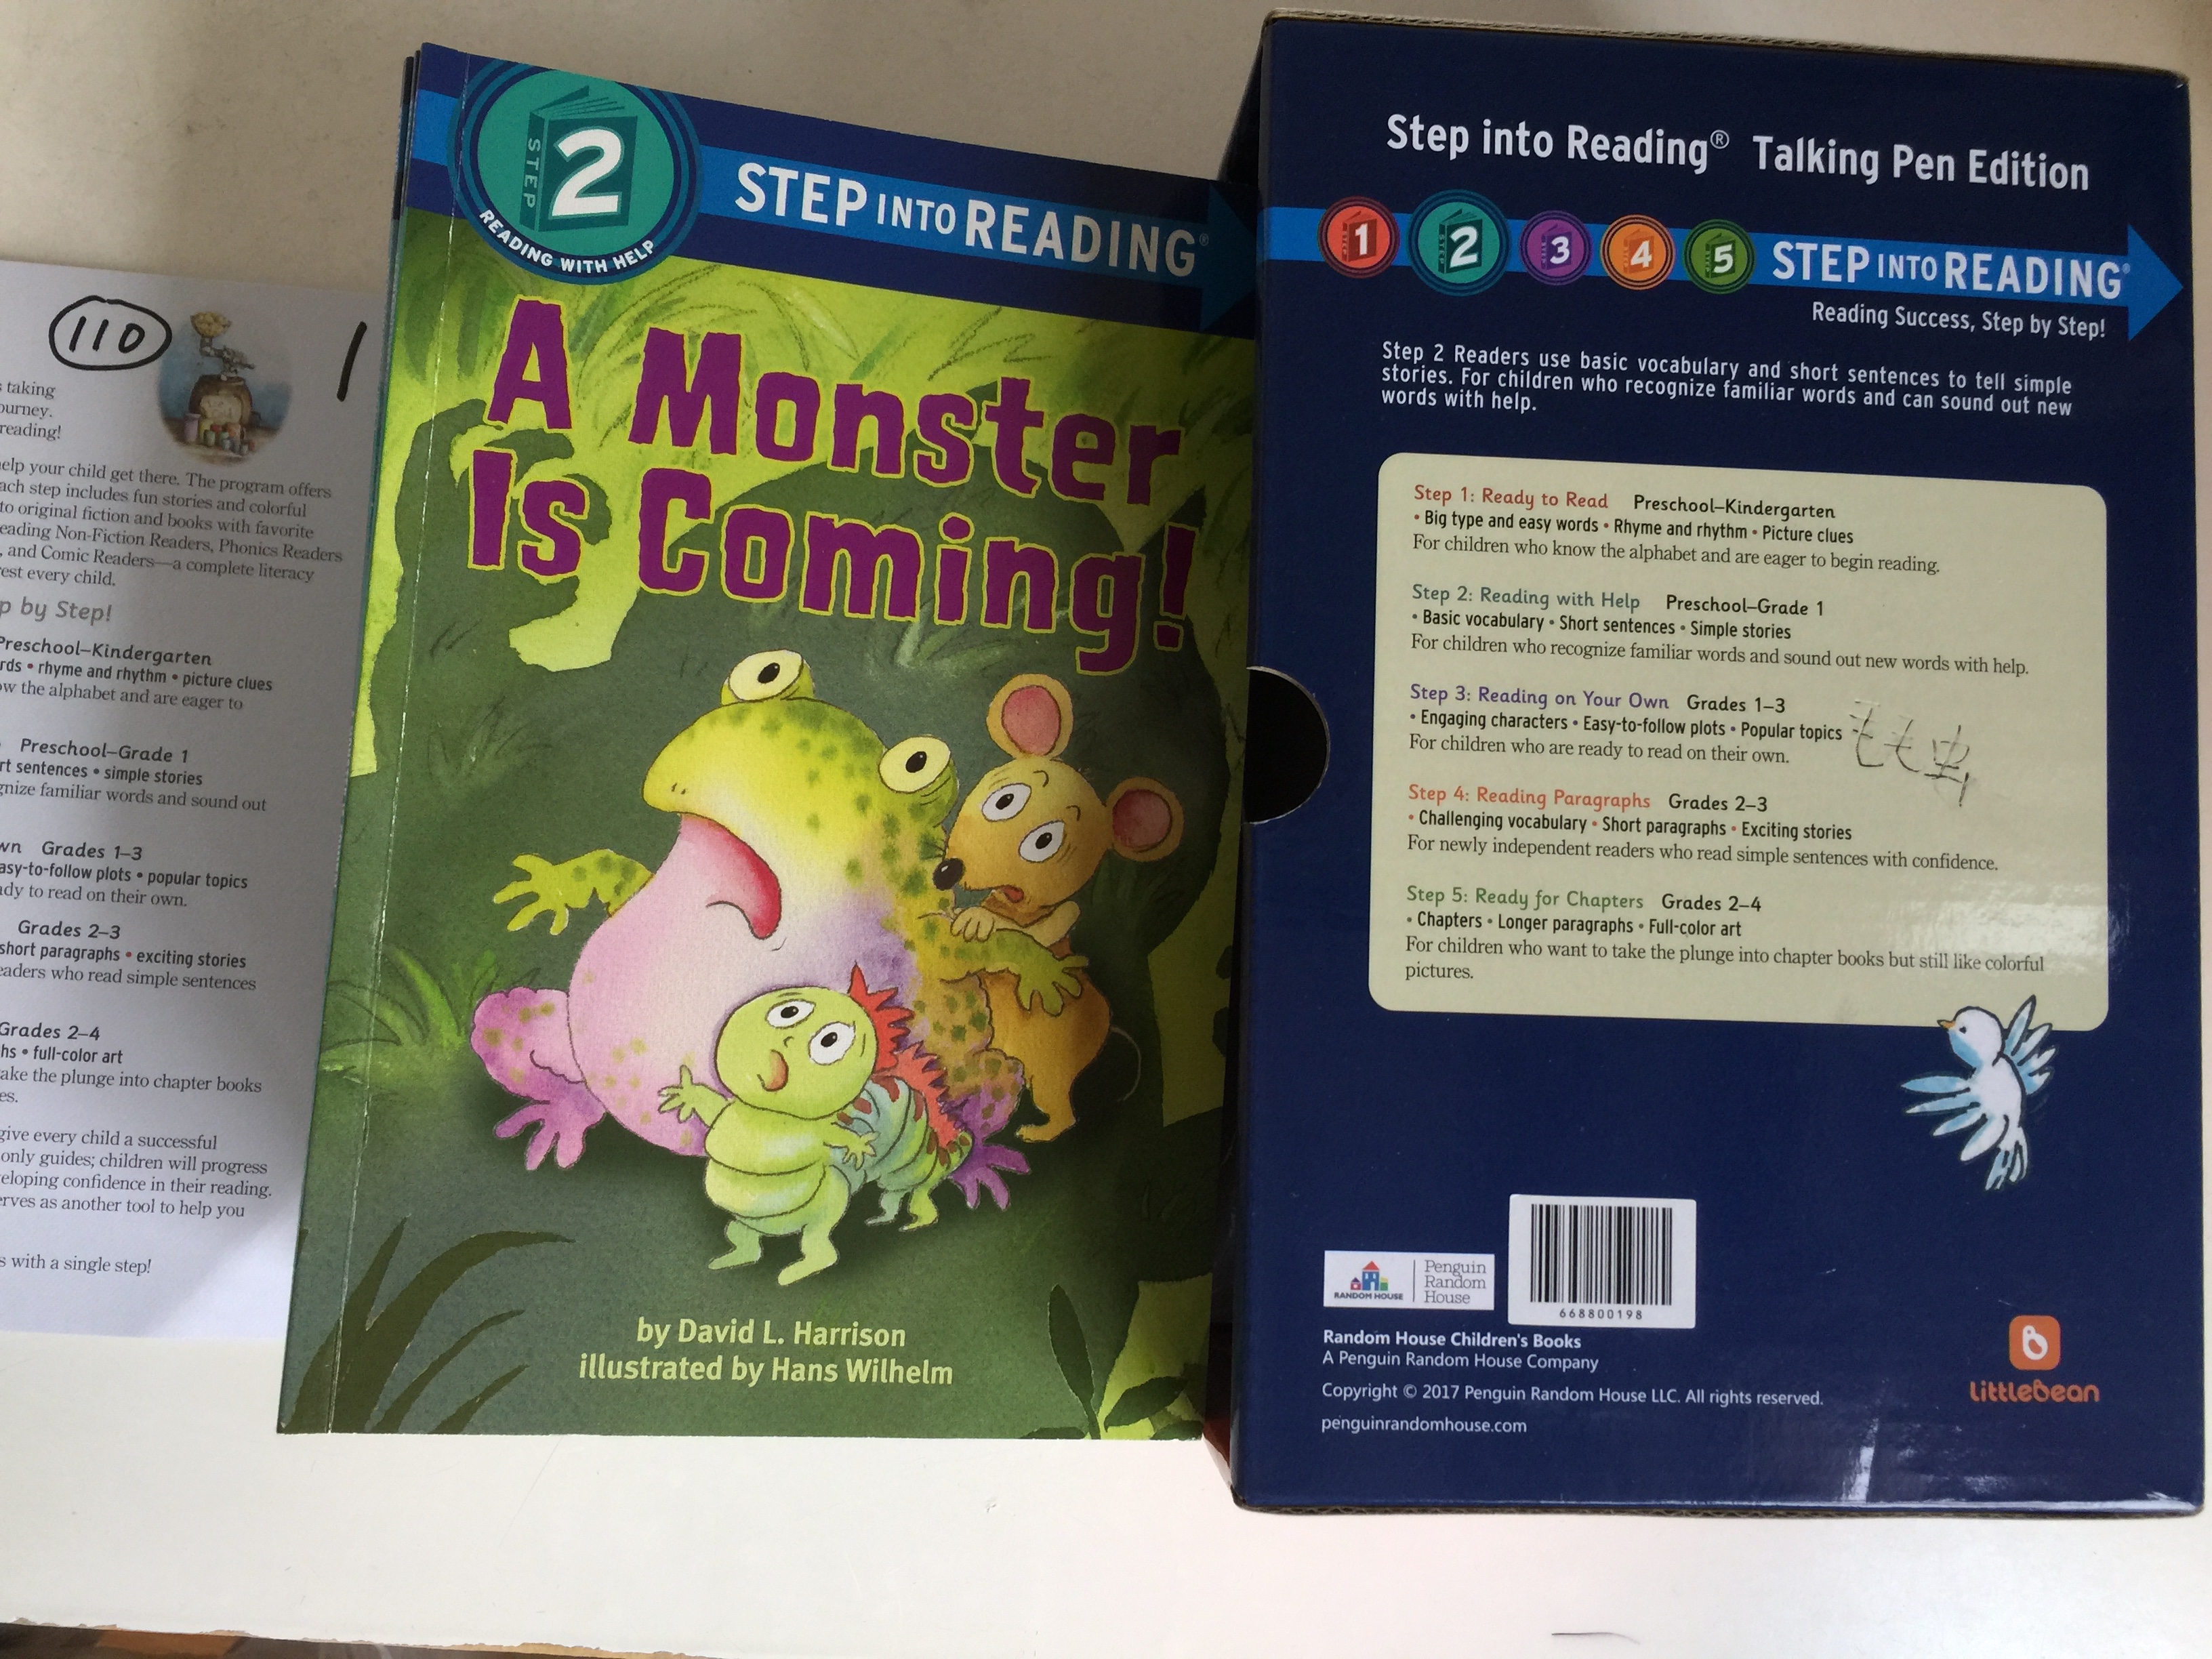 110
1
s taking
ourney.
reading!
elp your child get there. The program offers
ach step includes fun stories and colorful
to original fiction and books with favorite
eading Non-Fiction Readers, Phonics Readers
, and Comic Readers—a complete literacy
est every child.
p by Step!
Preschool–Kindergarten
rds • rhyme and rhythm • picture clues
ow the alphabet and are eager to
Preschool–Grade 1
rt sentences • simple stories
gnize familiar words and sound out
wn Grades 1–3
asy-to-follow plots • popular topics
ady to read on their own.
Grades 2–3
short paragraphs • exciting stories
eaders who read simple sentences
Grades 2–4
hs • full-color art
ake the plunge into chapter books
es.
give every child a successful
only guides; children will progress
eloping confidence in their reading.
erves as another tool to help you
s with a single step!
STEP 2
READING WITH HELP
STEP INTO READING®
A Monster
Is Coming!
by David L. Harrison
illustrated by Hans Wilhelm
Step into Reading® Talking Pen Edition
1 2 3 4 5 STEP INTO READING®
Reading Success, Step by Step!
Step 2 Readers use basic vocabulary and short sentences to tell simple
stories. For children who recognize familiar words and can sound out new
words with help.
Step 1: Ready to Read Preschool–Kindergarten
• Big type and easy words • Rhyme and rhythm • Picture clues
For children who know the alphabet and are eager to begin reading.
Step 2: Reading with Help Preschool–Grade 1
• Basic vocabulary • Short sentences • Simple stories
For children who recognize familiar words and sound out new words with help.
Step 3: Reading on Your Own Grades 1–3
• Engaging characters • Easy-to-follow plots • Popular topics
For children who are ready to read on their own.
毛毛虫
Step 4: Reading Paragraphs Grades 2–3
• Challenging vocabulary • Short paragraphs • Exciting stories
For newly independent readers who read simple sentences with confidence.
Step 5: Ready for Chapters Grades 2–4
• Chapters • Longer paragraphs • Full-color art
For children who want to take the plunge into chapter books but still like colorful
pictures.
RANDOM HOUSE
Penguin
Random
House
668800198
Random House Children's Books
A Penguin Random House Company
Copyright © 2017 Penguin Random House LLC. All rights reserved.
penguinrandomhouse.com
LittleBean